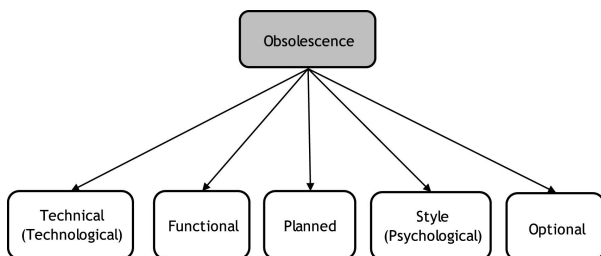 Obsolescence
Technical
(Technological)
Functional
Planned
Style
(Psychological)
Optional